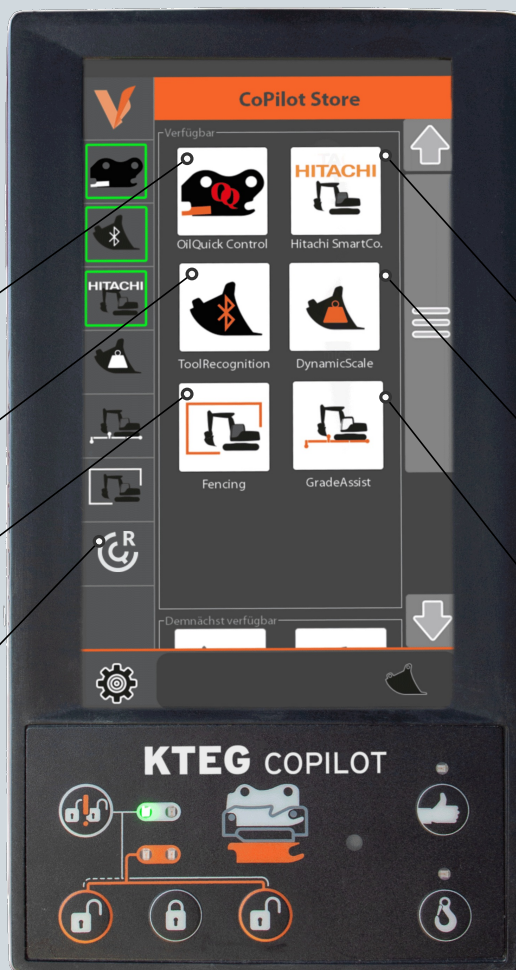 CoPilot Store
Verfügbar
OilQuick Control
HITACHI
Hitachi SmartCo.
HITACHI
ToolRecognition
DynamicScale
Fencing
GradeAssist
R
Demnächst verfügbar
KTEG COPILOT